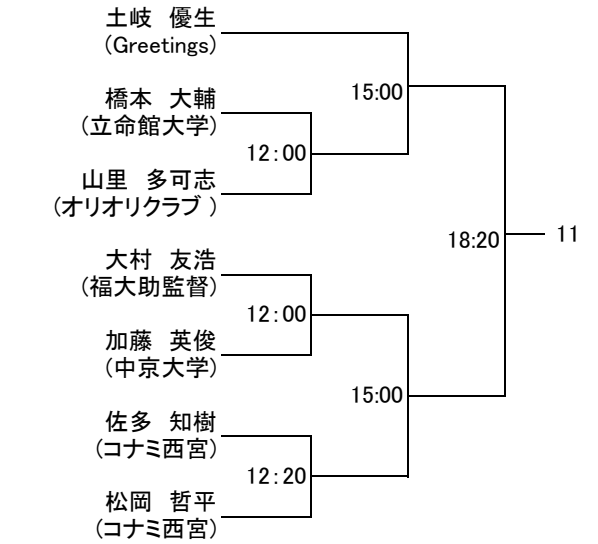 土岐 優生
(Greetings)
15:00
橋本 大輔
(立命館大学)
12:00
山里 多可志
(オリオリクラブ )
18:20
11
大村 友浩
(福大助監督)
12:00
加藤 英俊
(中京大学)
15:00
佐多 知樹
(コナミ西宮)
12:20
松岡 哲平
(コナミ西宮)